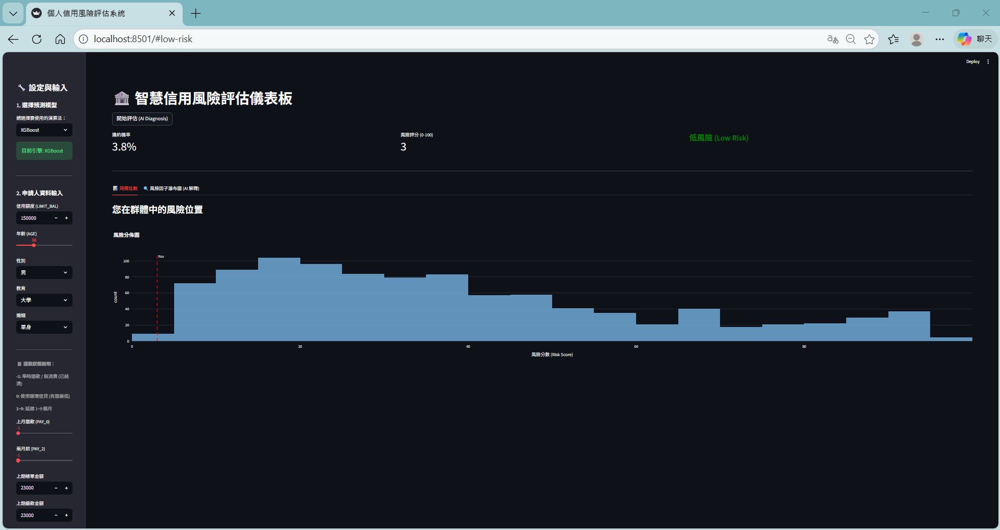 個人信用風險評估系統
localhost:8501/#low-risk
聊天
Deploy
設定與輸入
1. 選擇預測模型
請選擇要使用的演算法：
XGBoost
目前引擎: XGBoost
2. 申請人資料輸入
信用額度 (LIMIT_BAL)
150000
年齡 (AGE)
38
性別
男
教育
大學
婚姻
單身
還款狀態說明：
-1: 準時還款 / 無消費 (已結
清)
0: 使用循環信貸 (有還最低)
1~9: 延遲 1~9 個月
上月還款 (PAY_0)
-1
兩月前 (PAY_2)
-1
上期帳單金額
23000
上期繳款金額
23000
智慧信用風險評估儀表板
開始評估 (AI Diagnosis)
違約機率
3.8%
風險評分 (0-100)
3
低風險 (Low Risk)
同儕比較
風險因子瀑布圖 (AI 解釋)
您在群體中的風險位置
風險分佈圖
You
100
80
60
40
20
0
count
0
20
40
60
80
風險分數 (Risk Score)